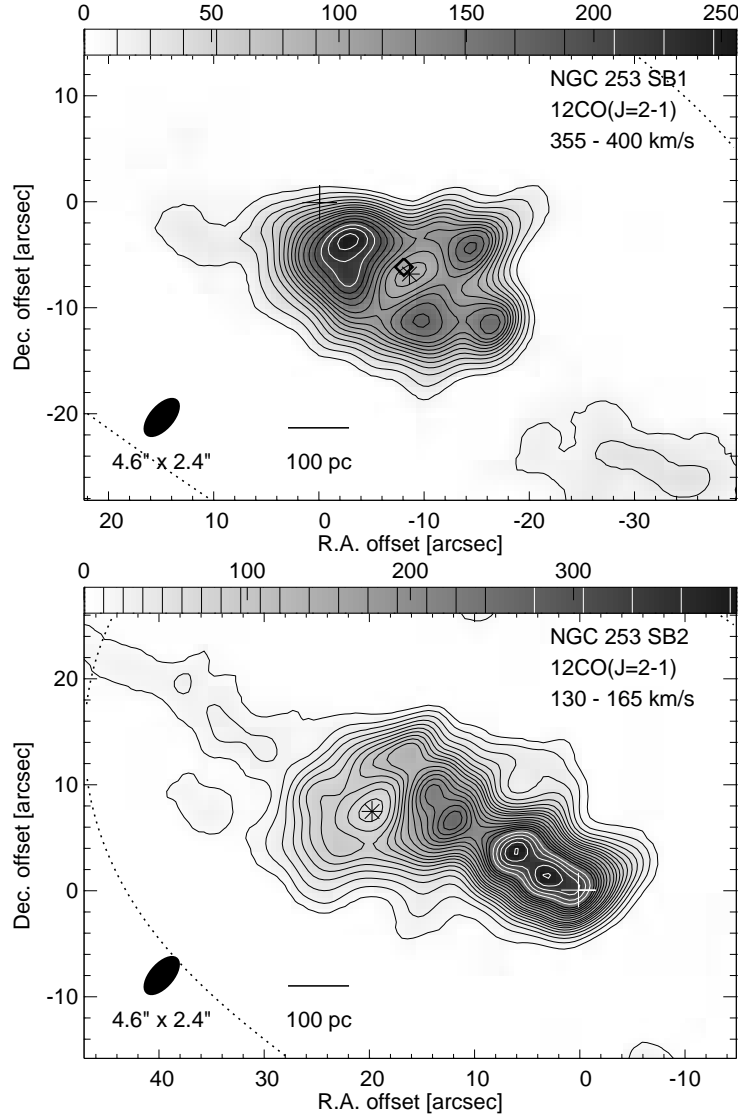 0 50 100 150 200 250
NGC 253 SB1
12CO(J=2-1)
355 - 400 km/s
10
0
-10
-20
Dec. offset [arcsec]
4.6" x 2.4"
100 pc
20 10 0 -10 -20 -30
R.A. offset [arcsec]
0 100 200 300
NGC 253 SB2
12CO(J=2-1)
130 - 165 km/s
20
10
0
-10
Dec. offset [arcsec]
4.6" x 2.4"
100 pc
40 30 20 10 0 -10
R.A. offset [arcsec]